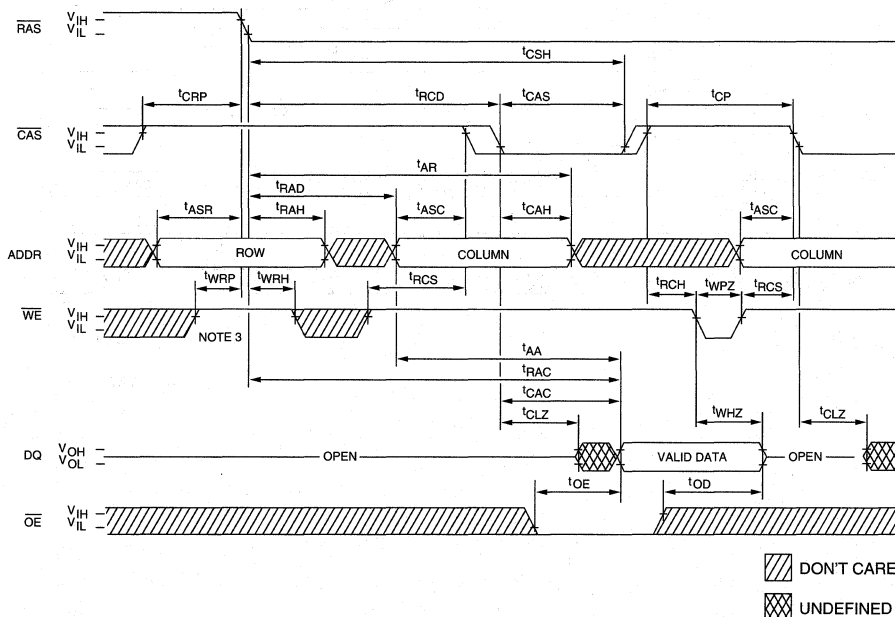 RAS VIH
VIL
tCSH
tCRP tRCD tCAS tCP
CAS VIH
VIL
tAR
tRAD
tASR tRAH tASC tCAH tASC
ADDR VIH
VIL
ROW COLUMN COLUMN
tWRP tWRH tRCS tRCH tWPZ tRCS
WE VIH
VIL
NOTE 3
tAA
tRAC
tCAC
tCLZ tWHZ tCLZ
DQ VOH
VOL
OPEN VALID DATA OPEN
tOE tOD
OE VIH
VIL
DON'T CARE
UNDEFINED